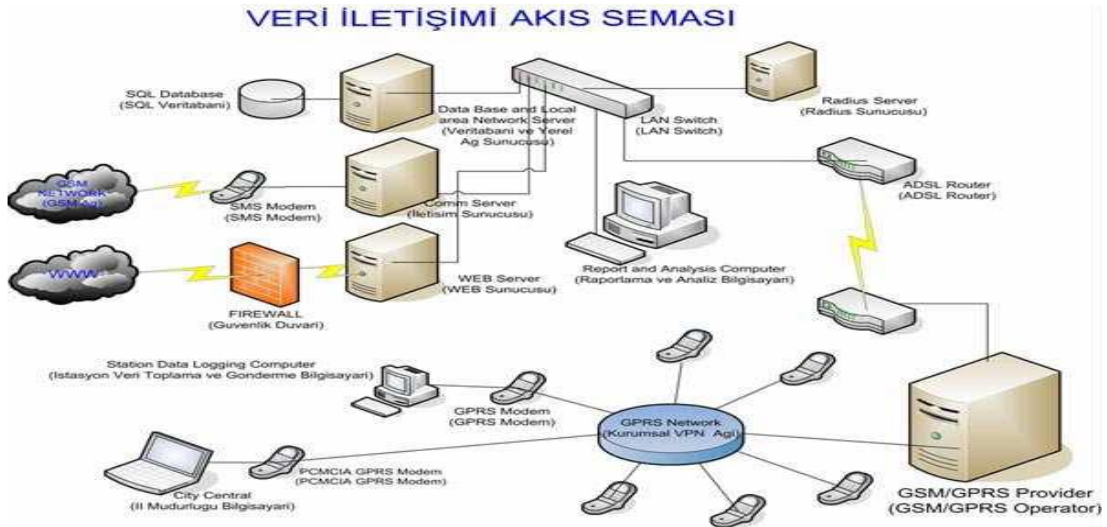 VERİ İLETİŞİMİ AKIS SEMASI
SQL Database
(SQL Veritabani)
Data Base and Local
area Network Server
(Veritabani ve Yerel
Ag Sunucusu)
LAN Switch
(LAN Switch)
Radius Server
(Radius Sunucusu)
GSM
NETWORK
(GSM Ag)
SMS Modem
(SMS Modem)
Comm Server
(Iletisim Sunucusu)
ADSL Router
(ADSL Router)
WWW
FIREWALL
(Guvenlik Duvari)
WEB Server
(WEB Sunucusu)
Report and Analysis Computer
(Raporlama ve Analiz Bilgisayari)
Station Data Logging Computer
(Istasyon Veri Toplama ve Gonderme Bilgisayari)
GPRS Modem
(GPRS Modem)
GPRS Network
(Kurumsal VPN Agi)
PCMCIA GPRS Modem
(PCMCIA GPRS Modem)
City Central
(Il Mudurlugu Bilgisayari)
GSM/GPRS Provider
(GSM/GPRS Operator)